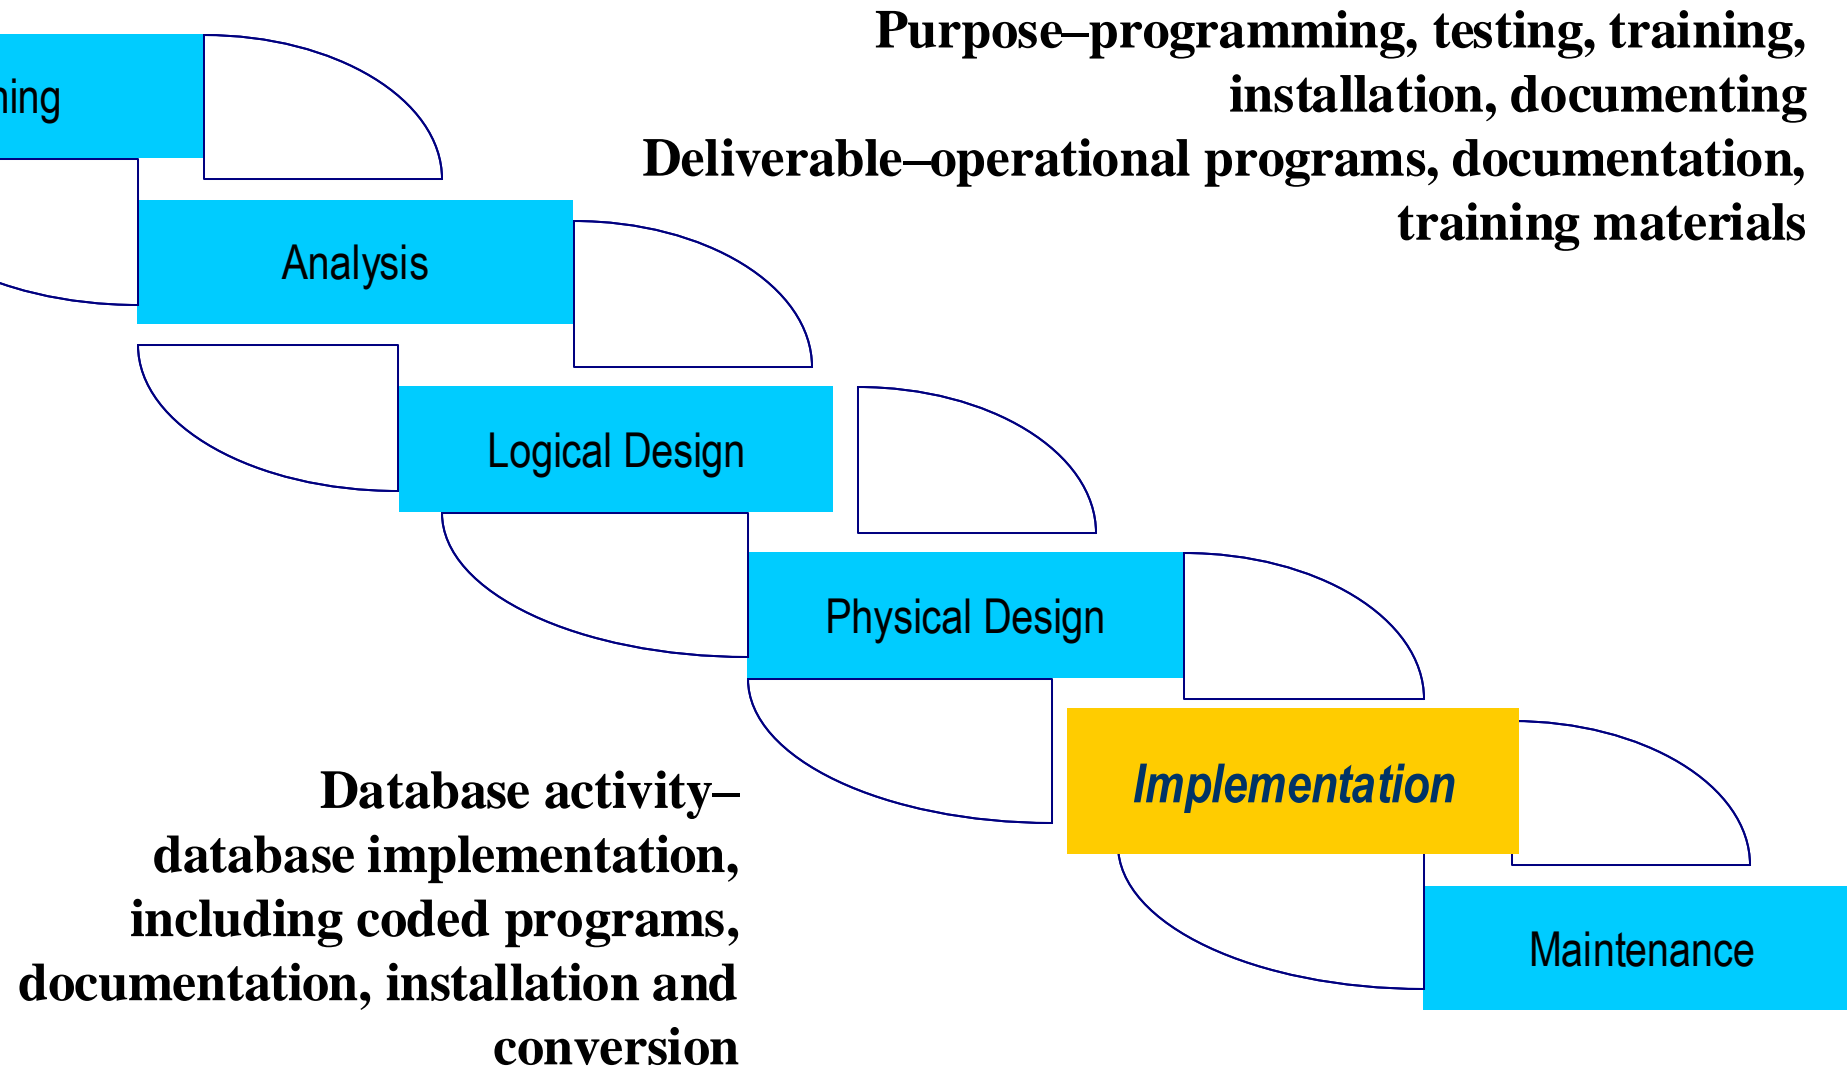 Purpose–programming, testing, training,
installation, documenting
Deliverable–operational programs, documentation,
training materials
Analysis
Logical Design
Physical Design
Implementation
Maintenance
Database activity–
database implementation,
including coded programs,
documentation, installation and
conversion